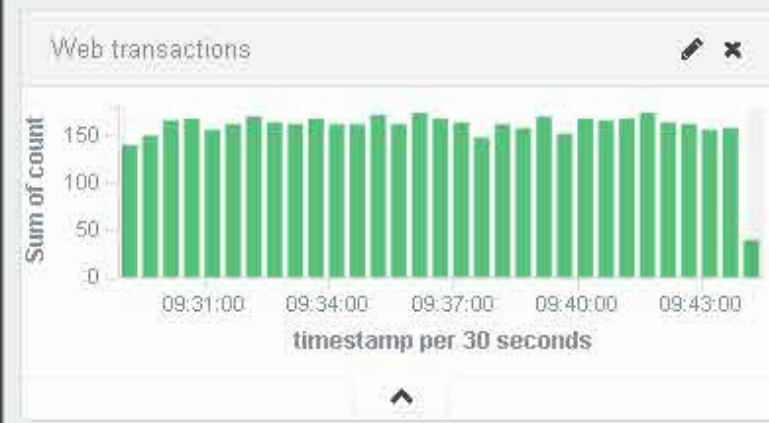 Web transactions
Sum of count
150
100
50
0
09:31:00 09:34:00 09:37:00 09:40:00 09:43:00
timestamp per 30 seconds